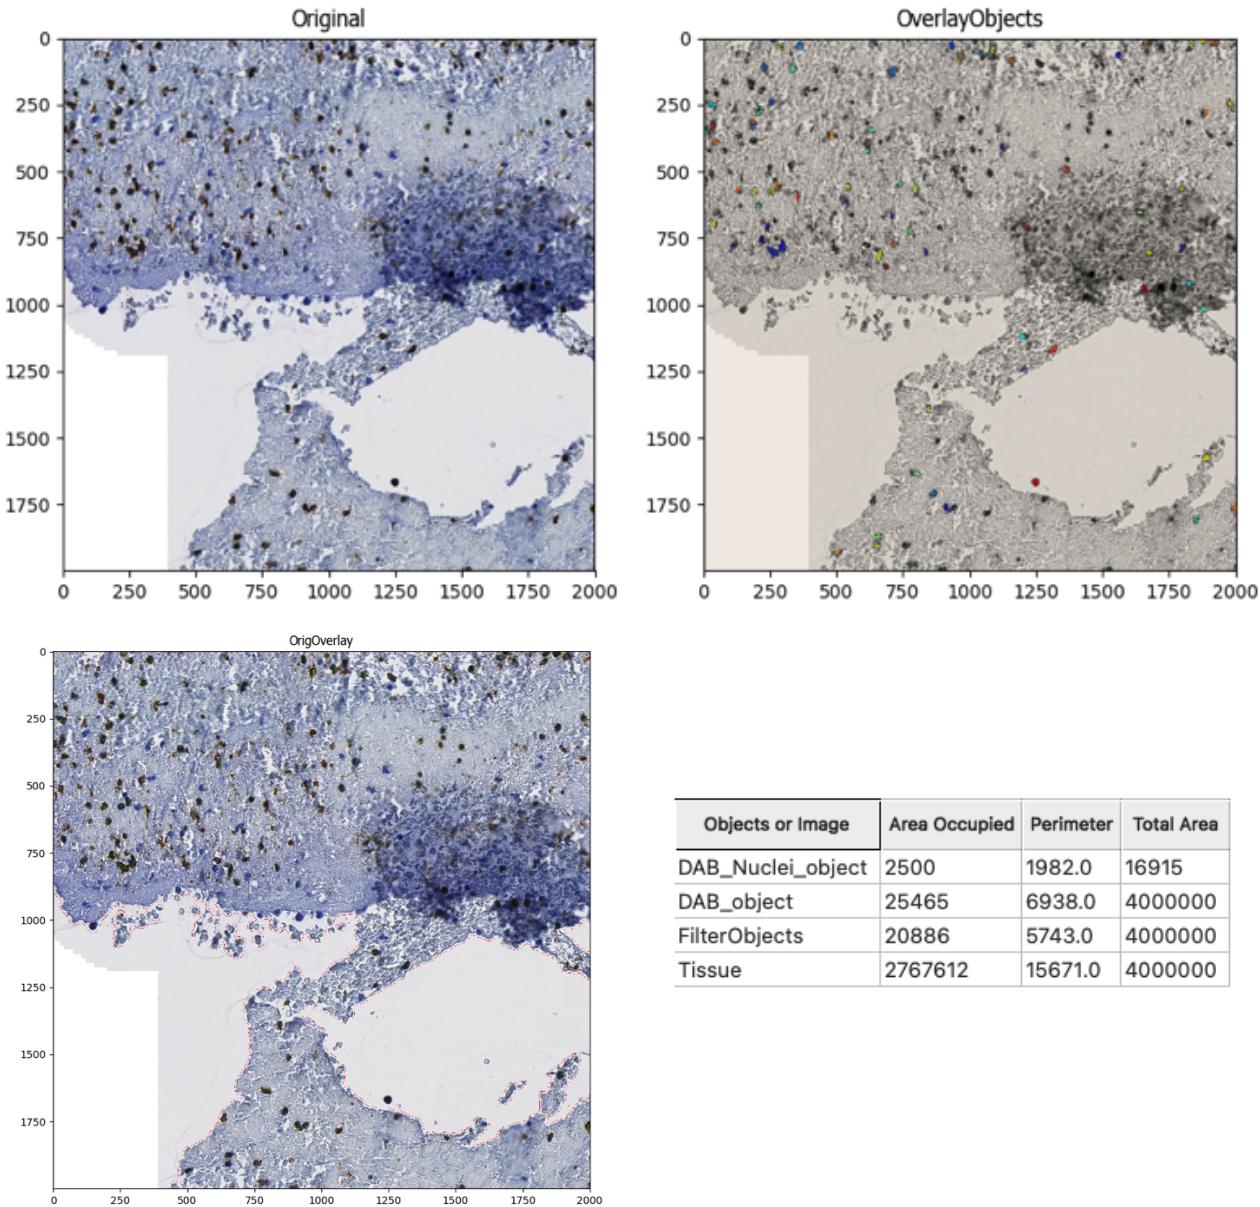 Original
0
250
500
750
1000
1250
1500
1750
0 250 500 750 1000 1250 1500 1750 2000
OverlayObjects
0
250
500
750
1000
1250
1500
1750
0 250 500 750 1000 1250 1500 1750 2000
OrigOverlay
0
250
500
750
1000
1250
1500
1750
0 250 500 750 1000 1250 1500 1750 2000
Objects or Image Area Occupied Perimeter Total Area
DAB_Nuclei_object 2500 1982.0 16915
DAB_object 25465 6938.0 4000000
FilterObjects 20886 5743.0 4000000
Tissue 2767612 15671.0 4000000